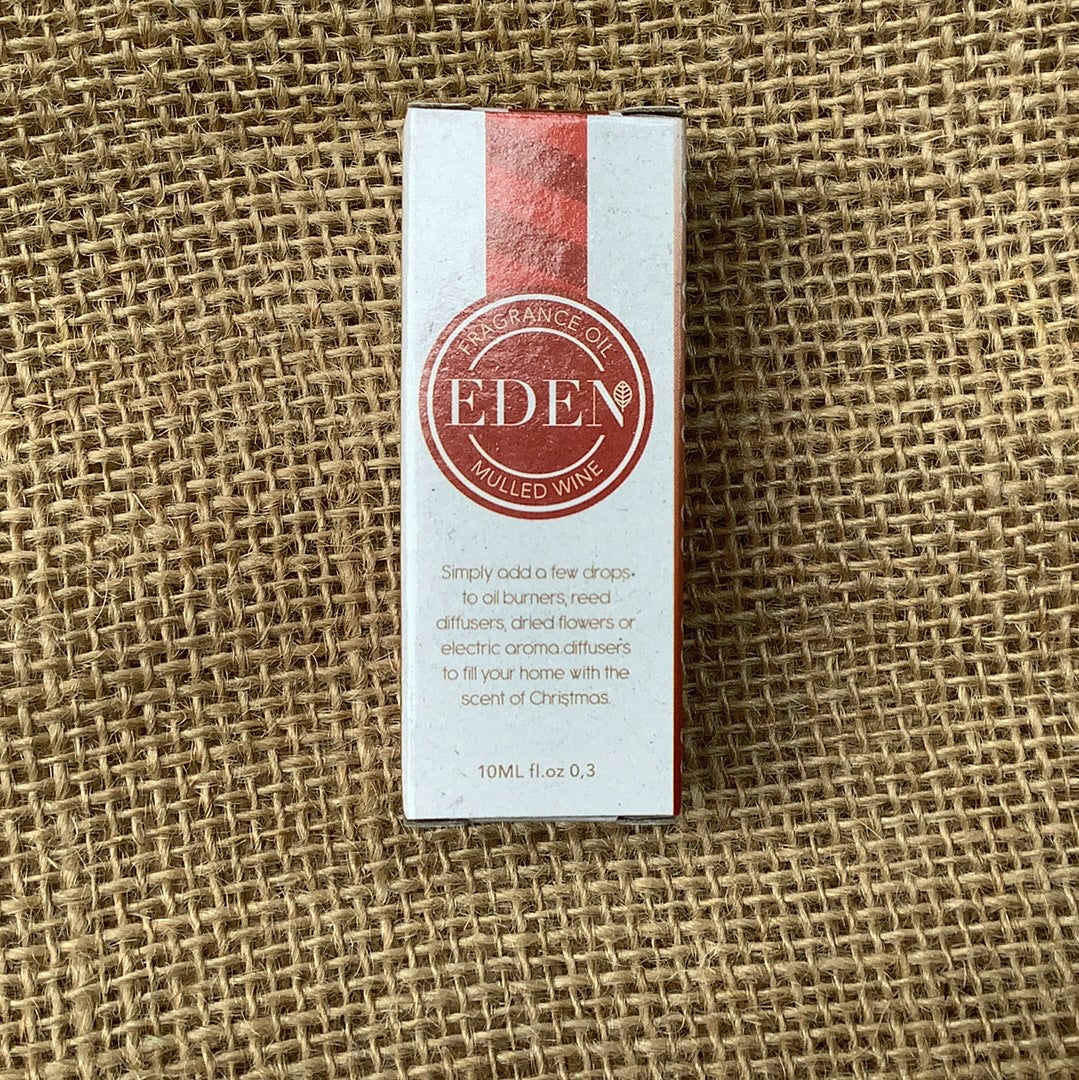 FRAGRANCE OIL
EDEN
MULLED WINE
Simply add a few drops
to oil burners, reed
diffusers, dried flowers or
electric aroma diffusers
to fill your home with the
scent of Christmas.
10ML fl.oz 0,3